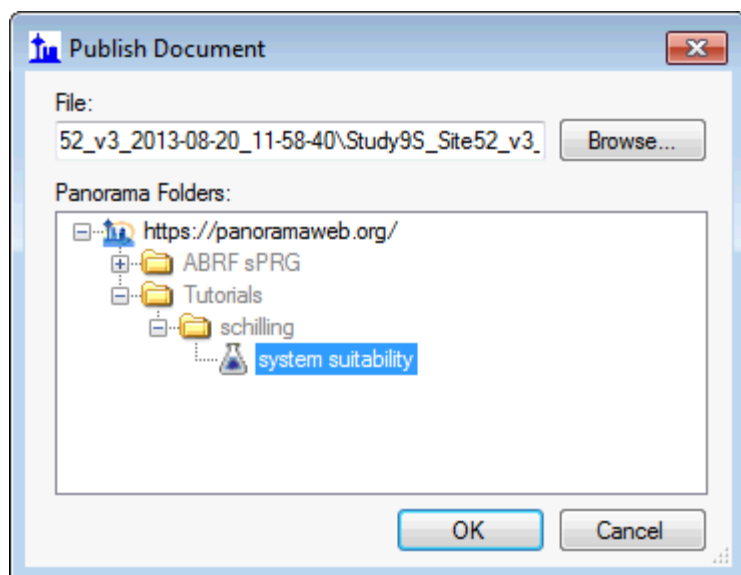 Publish Document
File:
52_v3_2013-08-20_11-58-40\Study9S_Site52_v3_
Browse...
Panorama Folders:
https://panoramaweb.org/
ABRF sPRG
Tutorials
schilling
system suitability
OK Cancel